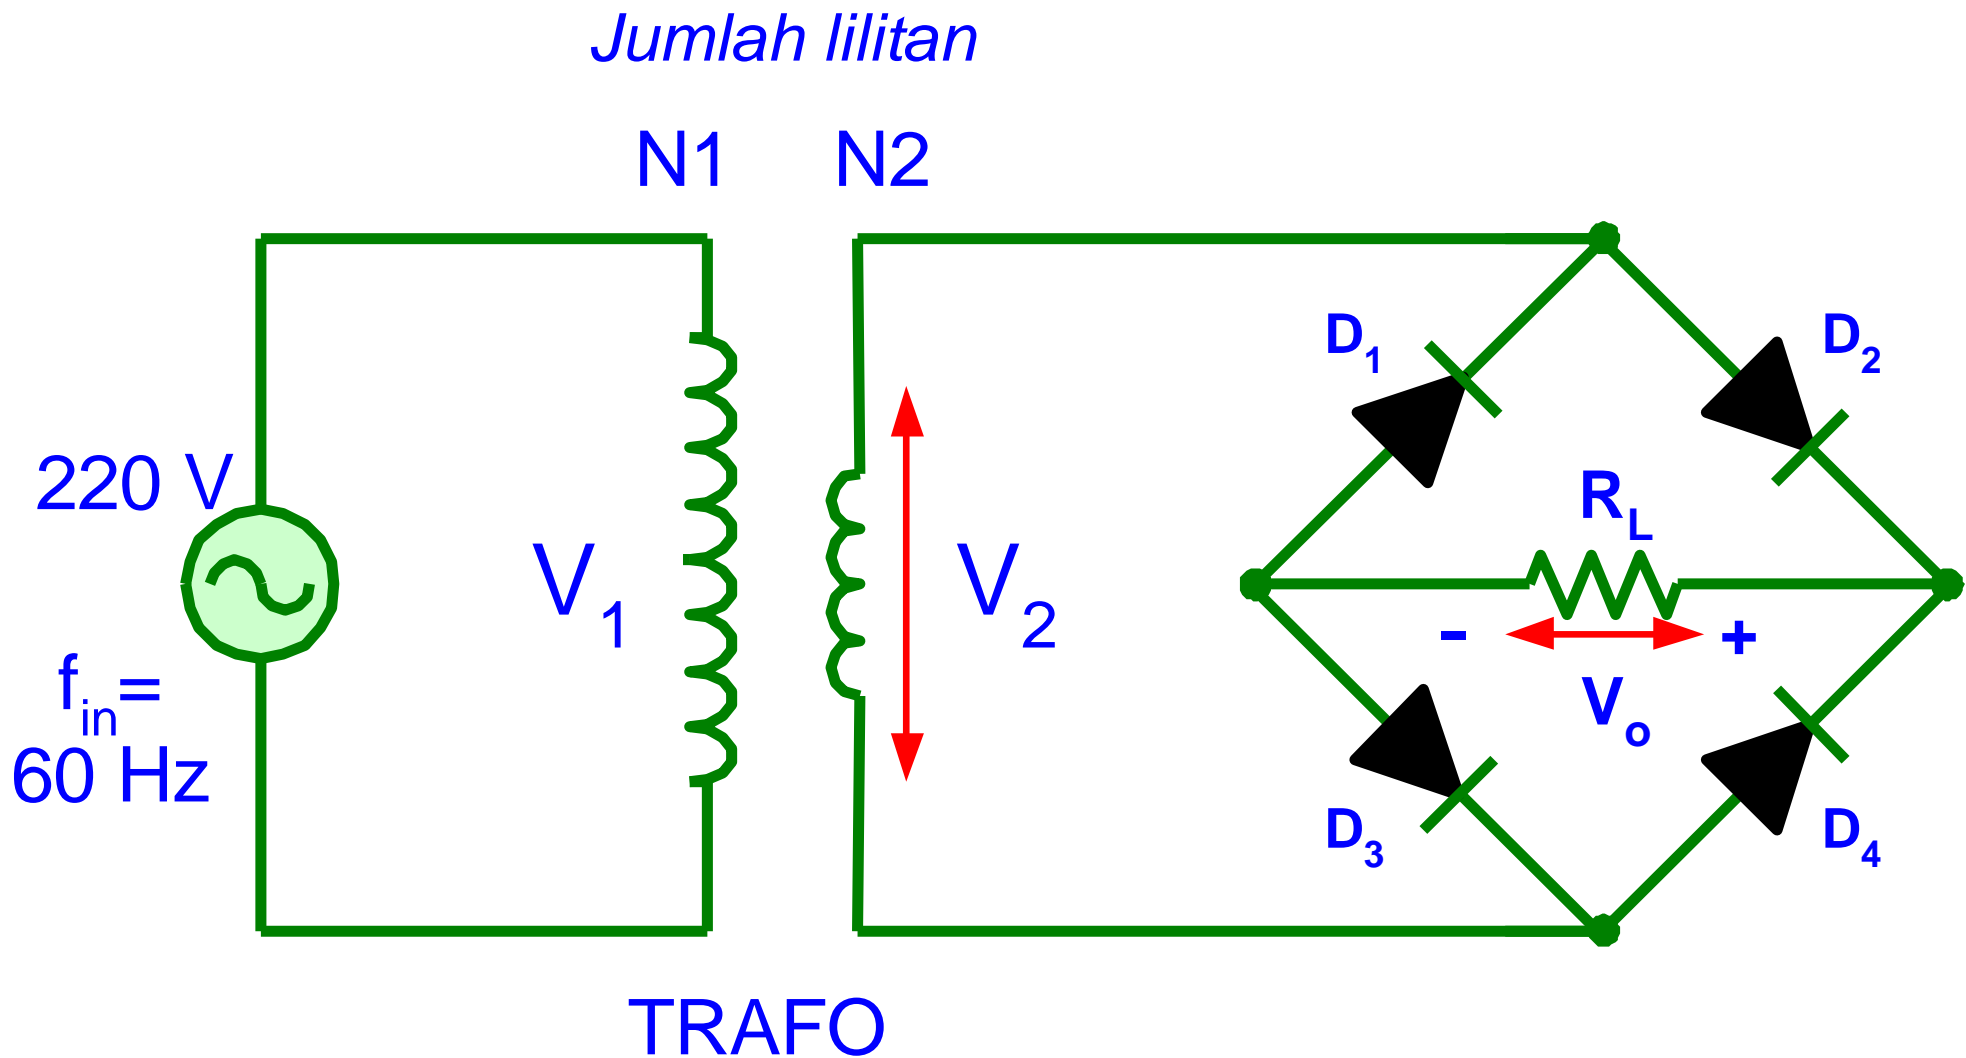 Jumlah lilitan
N1 N2
D1 D2
220 V
RL
V1 V2
- +
fin=
Vo
60 Hz
D3 D4
TRAFO